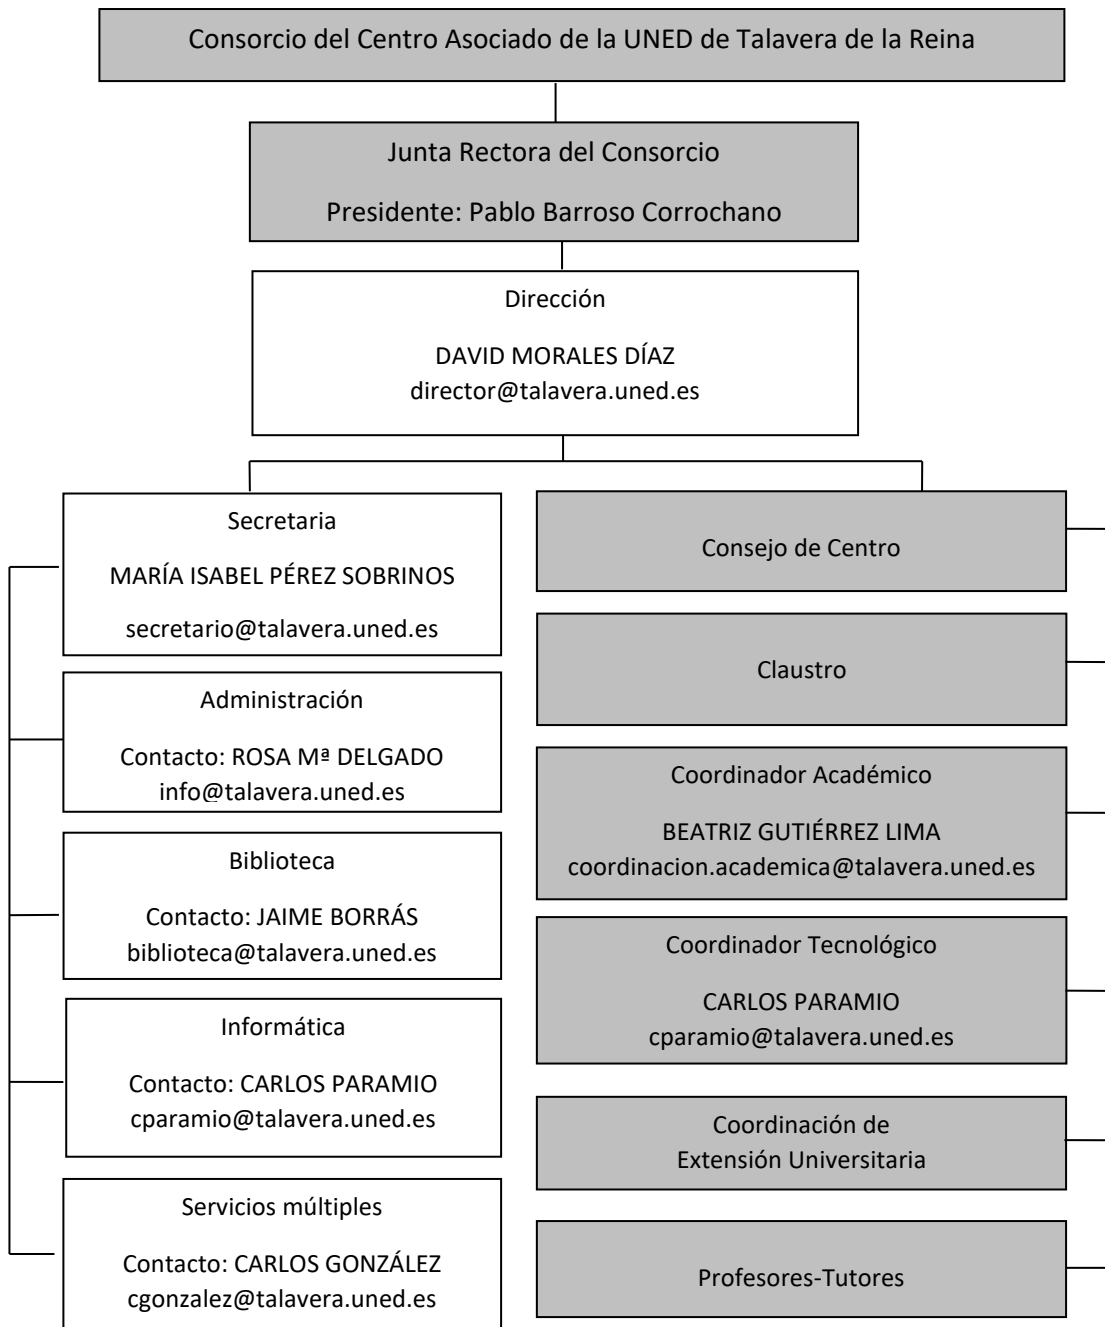 Consorcio del Centro Asociado de la UNED de Talavera de la Reina
Junta Rectora del Consorcio
Presidente: Pablo Barroso Corrochano
Dirección
DAVID MORALES DÍAZ
director@talavera.uned.es
Secretaria
MARÍA ISABEL PÉREZ SOBRINOS
secretario@talavera.uned.es
Administración
Contacto: ROSA Mª DELGADO
info@talavera.uned.es
Biblioteca
Contacto: JAIME BORRÁS
biblioteca@talavera.uned.es
Informática
Contacto: CARLOS PARAMIO
cparamio@talavera.uned.es
Servicios múltiples
Contacto: CARLOS GONZÁLEZ
cgonzalez@talavera.uned.es
Consejo de Centro
Claustro
Coordinador Académico
BEATRIZ GUTIÉRREZ LIMA
coordinacion.academica@talavera.uned.es
Coordinador Tecnológico
CARLOS PARAMIO
cparamio@talavera.uned.es
Coordinación de
Extensión Universitaria
Profesores-Tutores